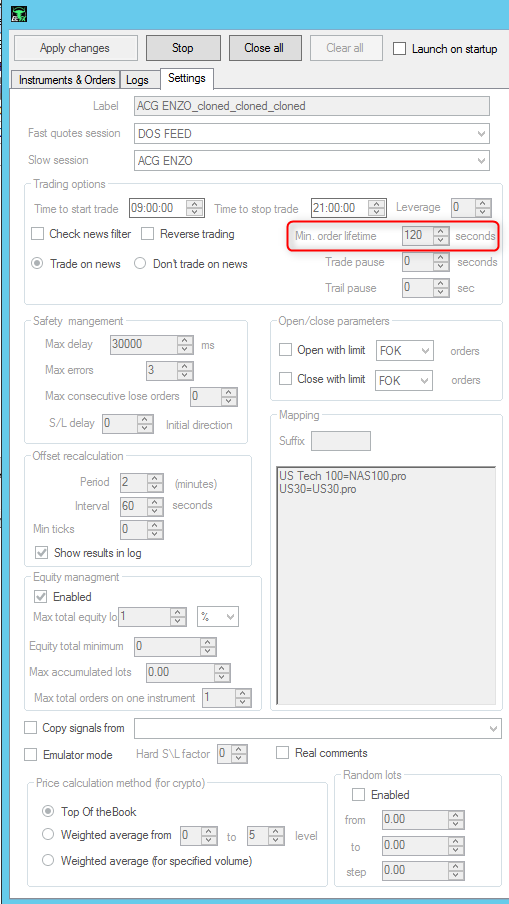 Apply changes Stop Close all Clear all Launch on startup
Instruments & Orders Logs Settings
Label ACG ENZO_cloned_cloned_cloned
Fast quotes session DOS FEED
Slow session ACG ENZO
Trading options
Time to start trade 09:00:00 Time to stop trade 21:00:00 Leverage 0
Check news filter Reverse trading Min. order lifetime 120 seconds
Trade on news Don't trade on news Trade pause 0 seconds
Trail pause 0 sec
Safety mangement
Max delay 30000 ms
Max errors 3
Max consecutive lose orders 0
S/L delay 0 Initial direction
Open/close parameters
Open with limit FOK orders
Close with limit FOK orders
Offset recalculation
Period 2 (minutes)
Interval 60 seconds
Min ticks 0
Show results in log
Mapping
Suffix
US Tech 100=NAS100.pro
US30=US30.pro
Equity managment
Enabled
Max total equity lo 1 %
Equity total minimum 0
Max accumulated lots 0.00
Max total orders on one instrument 1
Copy signals from
Emulator mode Hard S\L factor 0 Real comments
Price calculation method (for crypto)
Top Of theBook
Weighted average from 0 to 5 level
Weighted average (for specified volume)
Random lots
Enabled
from 0.00
to 0.00
step 0.00